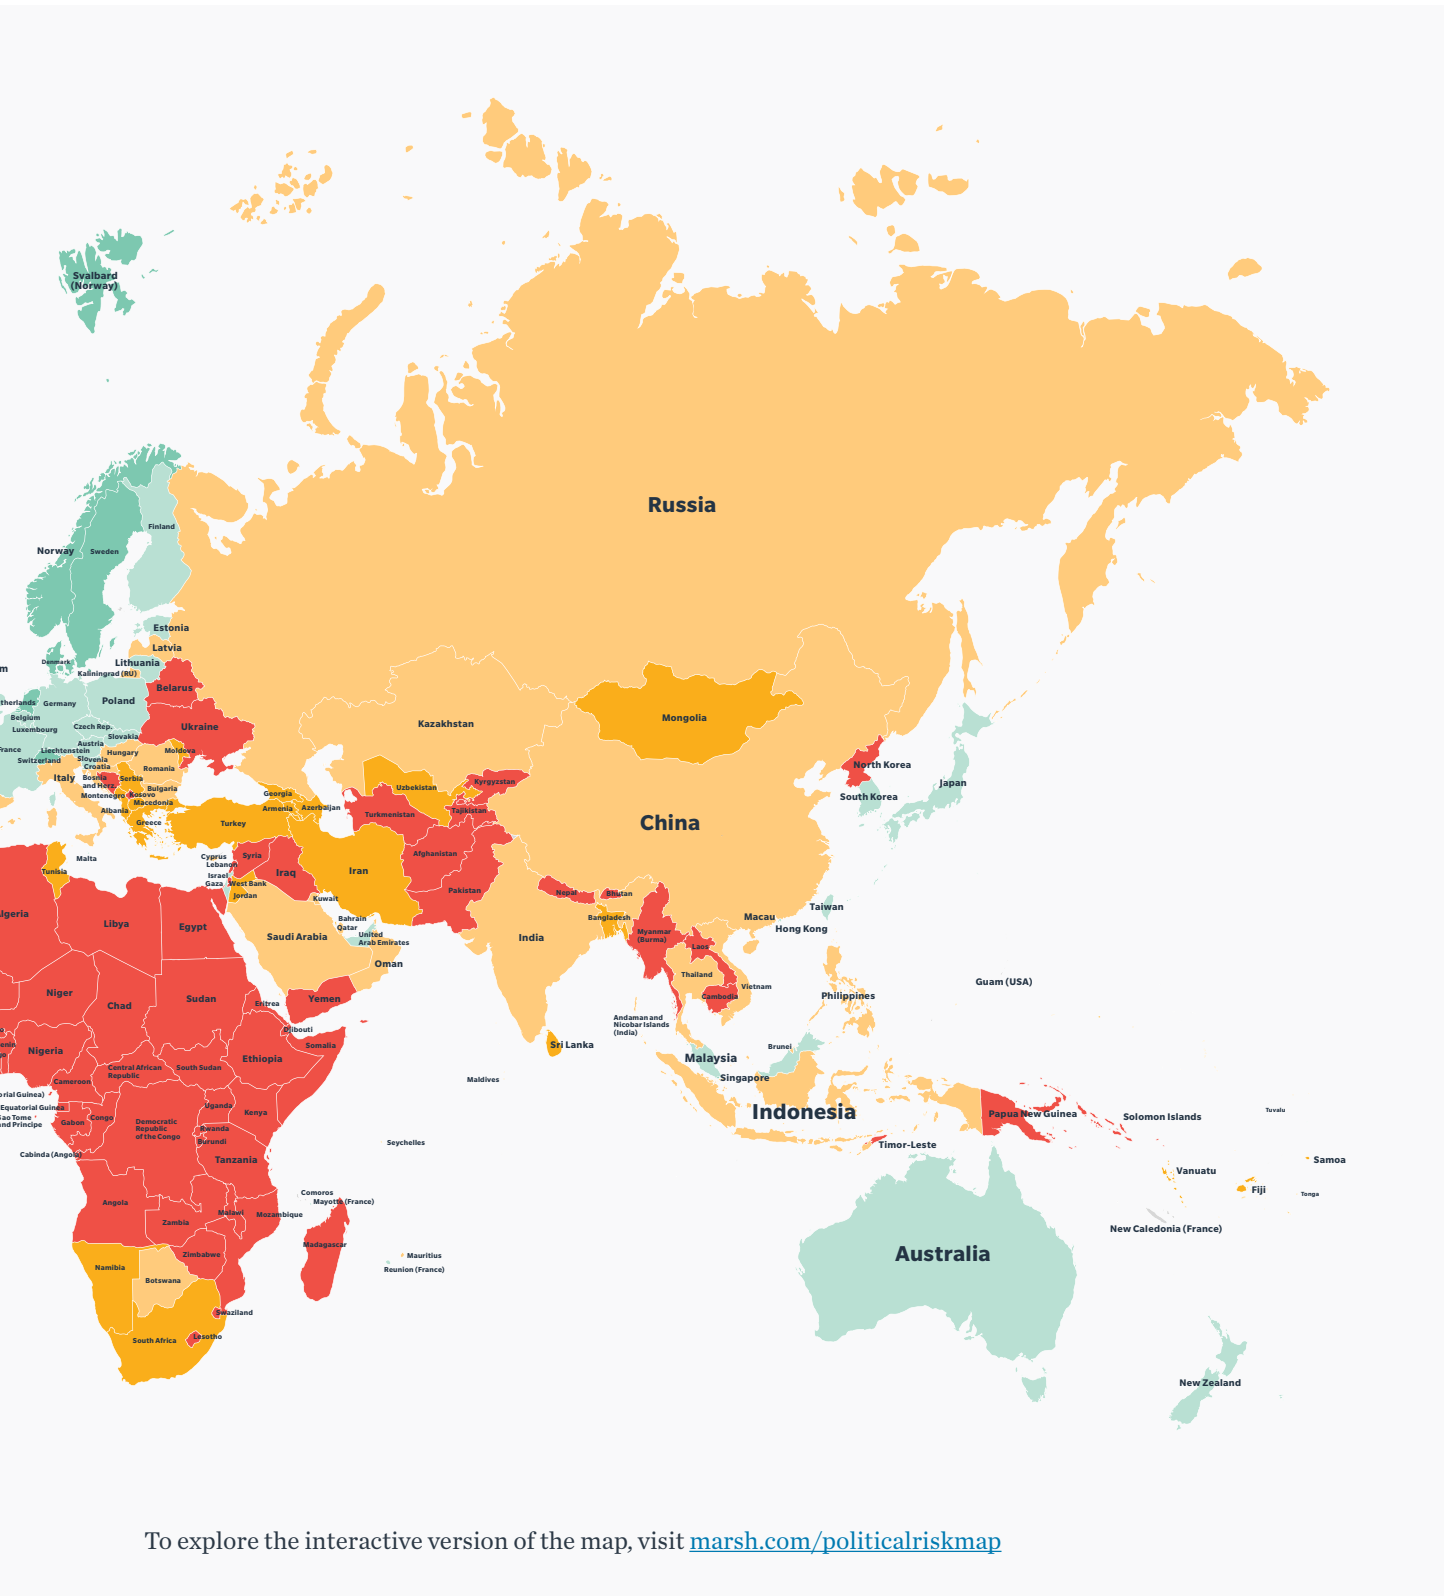 Svalbard
(Norway)
Russia
Finland
Norway
Sweden
Estonia
Latvia
Denmark
Lithuania
Kaliningrad (RU)
Belarus
Poland
Germany
Belgium
Ukraine
Kazakhstan
Mongolia
Czech Rep.
Luxembourg
Slovakia
Austria
Liechtenstein
Hungary
Moldova
Switzerland
Slovenia
Croatia
Romania
Italy
Bosnia
and Herz.
Serbia
Bulgaria
Montenegro
Kosovo
Macedonia
Albania
Greece
Georgia
Armenia
Azerbaijan
Turkey
Uzbekistan
Kyrgyzstan
Turkmenistan
Tajikistan
North Korea
South Korea
Japan
China
Malta
Tunisia
Cyprus
Lebanon
Syria
Israel
Gaza
West Bank
Jordan
Iraq
Iran
Afghanistan
Pakistan
Kuwait
Bahrain
Qatar
United
Arab Emirates
Saudi Arabia
Oman
Nepal
Bhutan
Bangladesh
India
Myanmar
(Burma)
Laos
Macau
Hong Kong
Taiwan
Libya
Egypt
Thailand
Vietnam
Cambodia
Philippines
Guam (USA)
Niger
Chad
Sudan
Eritrea
Yemen
Djibouti
Somalia
Nigeria
Ethiopia
Central African
Republic
South Sudan
Cameroon
Andaman and
Nicobar Islands
(India)
Sri Lanka
Maldives
Brunei
Malaysia
Singapore
Indonesia
Equatorial Guinea
Gabon
Congo
Democratic
Republic
of the Congo
Uganda
Kenya
Rwanda
Burundi
Cabinda (Angola)
Tanzania
Seychelles
Papua New Guinea
Solomon Islands
Tuvalu
Timor-Leste
Samoa
Vanuatu
Fiji
Tonga
New Caledonia (France)
Comoros
Mayotte (France)
Angola
Malawi
Mozambique
Zambia
Madagascar
Zimbabwe
Mauritius
Reunion (France)
Namibia
Botswana
Swaziland
South Africa
Lesotho
Australia
New Zealand
To explore the interactive version of the map, visit marsh.com/politicalriskmap